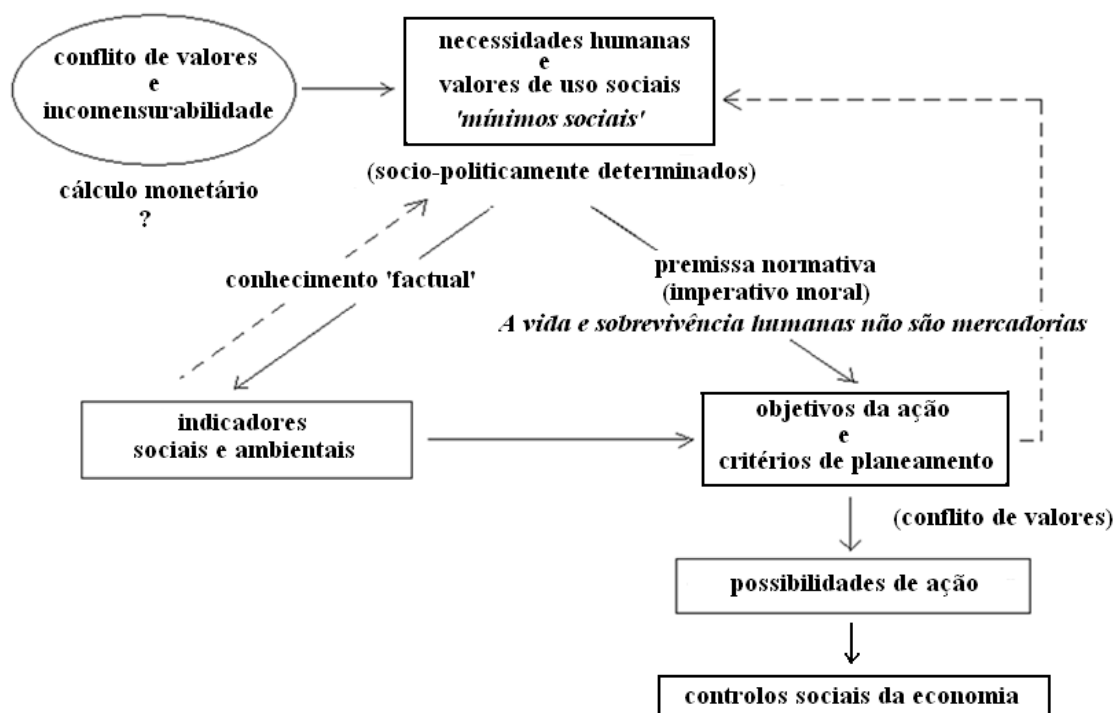 conflito de valores
e
incomensurabilidade
cálculo monetário
?
necessidades humanas
e
valores de uso sociais
'mínimos sociais'
(socio-politicamente determinados)
conhecimento 'factual'
premissa normativa
(imperativo moral)
A vida e sobrevivência humanas não são mercadorias
indicadores
sociais e ambientais
objetivos da ação
e
critérios de planeamento
(conflito de valores)
possibilidades de ação
controlos sociais da economia